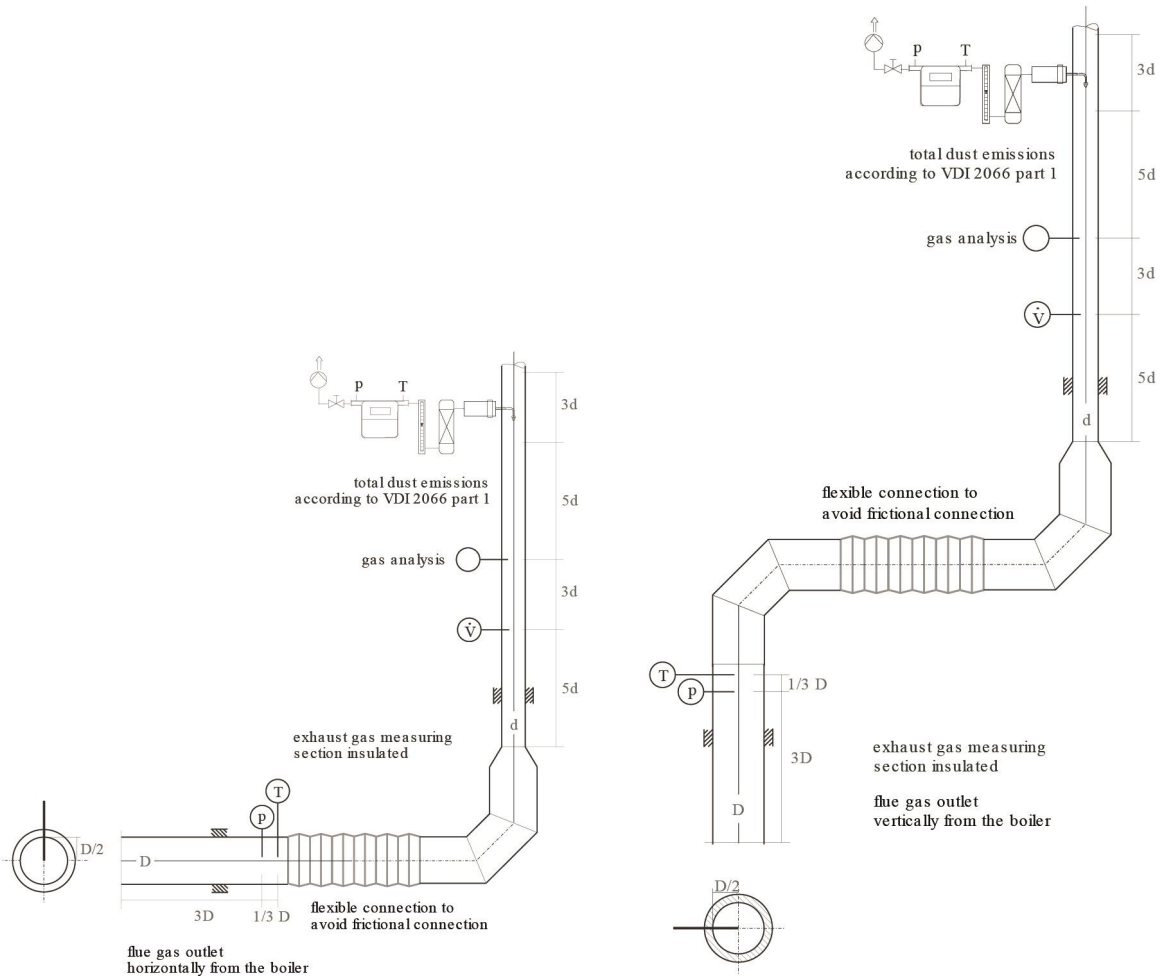 p T
3d
total dust emissions
according to VDI 2066 part 1
5d
gas analysis
3d
V̇
5d
d
exhaust gas measuring
section insulated
T
p
D/2
D
3D 1/3 D
flexible connection to
avoid frictional connection
flue gas outlet
horizontally from the boiler
p T
3d
total dust emissions
according to VDI 2066 part 1
5d
gas analysis
3d
V̇
5d
d
flexible connection to
avoid frictional connection
T
p
1/3 D
3D
D
exhaust gas measuring
section insulated
flue gas outlet
vertically from the boiler
D/2